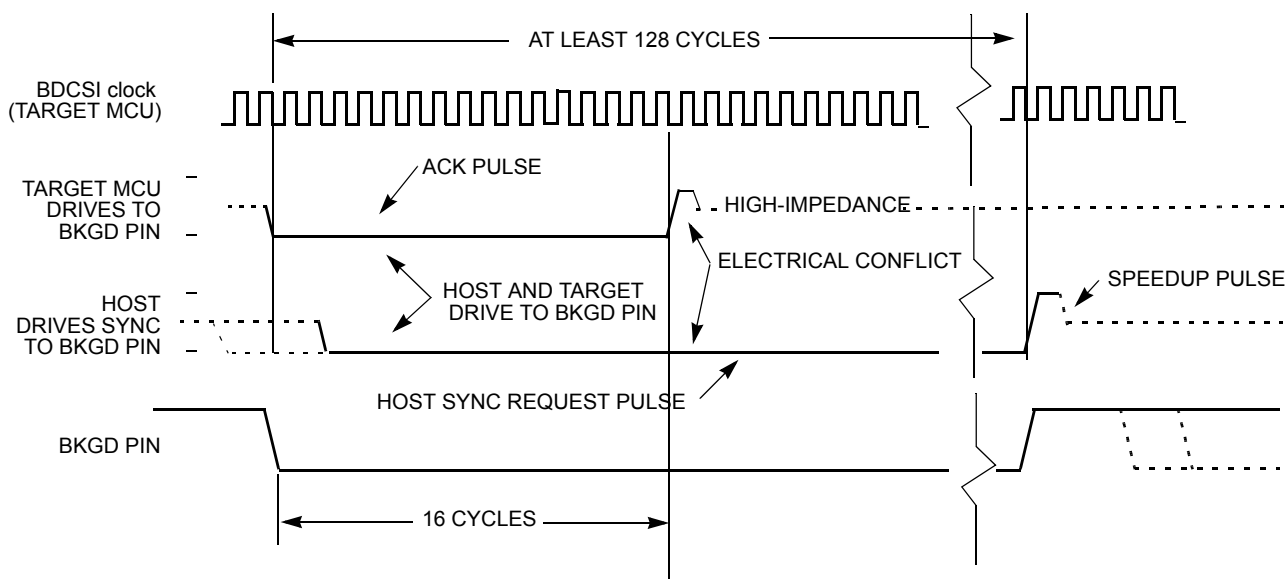 AT LEAST 128 CYCLES
BDCSI clock
(TARGET MCU)
ACK PULSE
TARGET MCU
DRIVES TO
BKGD PIN
HIGH-IMPEDANCE
ELECTRICAL CONFLICT
SPEEDUP PULSE
HOST AND TARGET
DRIVE TO BKGD PIN
HOST
DRIVES SYNC
TO BKGD PIN
HOST SYNC REQUEST PULSE
BKGD PIN
16 CYCLES